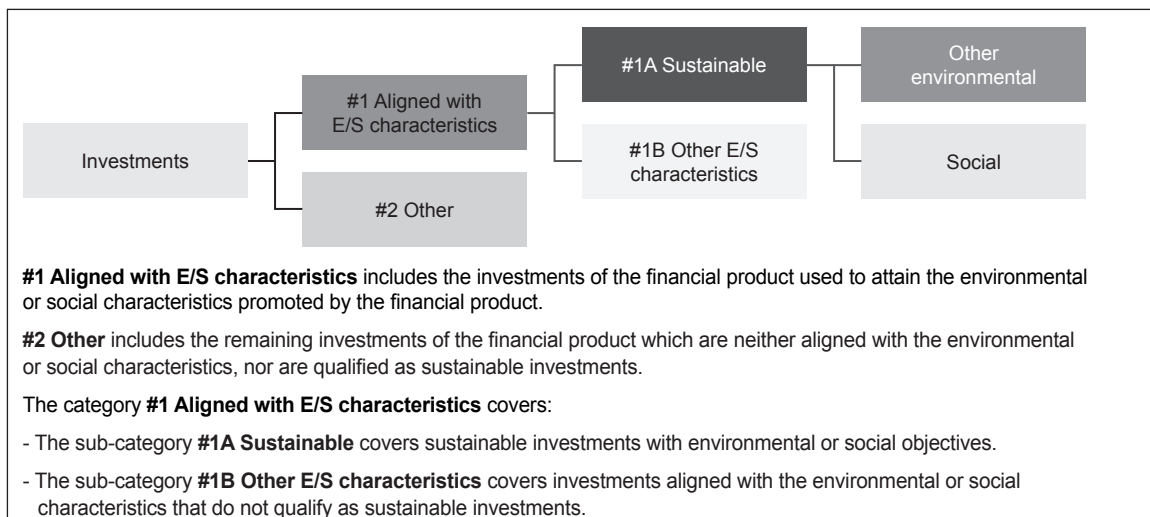 #1A Sustainable
Other
environmental
#1 Aligned with
E/S characteristics
Investments
#1B Other E/S
characteristics
Social
#2 Other
#1 Aligned with E/S characteristics includes the investments of the financial product used to attain the environmental
or social characteristics promoted by the financial product.
#2 Other includes the remaining investments of the financial product which are neither aligned with the environmental
or social characteristics, nor are qualified as sustainable investments.
The category #1 Aligned with E/S characteristics covers:
- The sub-category #1A Sustainable covers sustainable investments with environmental or social objectives.
- The sub-category #1B Other E/S characteristics covers investments aligned with the environmental or social
characteristics that do not qualify as sustainable investments.